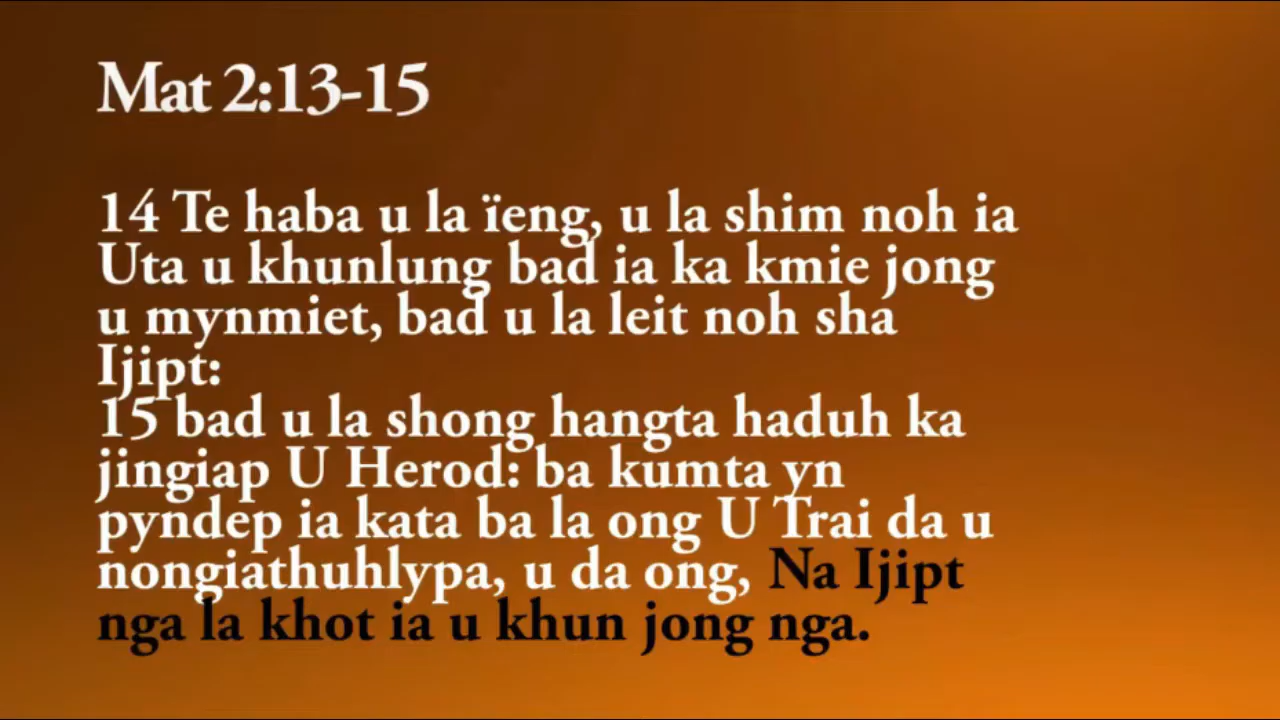 Mat 2:13-15
14 Te haba u la ïeng, u la shim noh ia
Uta u khunlung bad ia ka kmie jong
u mynmiet, bad u la leit noh sha
Ijipt:
15 bad u la shong hangta haduh ka
jingiap U Herod: ba kumta yn
pyndep ia kata ba la ong U Trai da u
nongiathuhlypa, u da ong, Na Ijipt
nga la khot ia u khun jong nga.